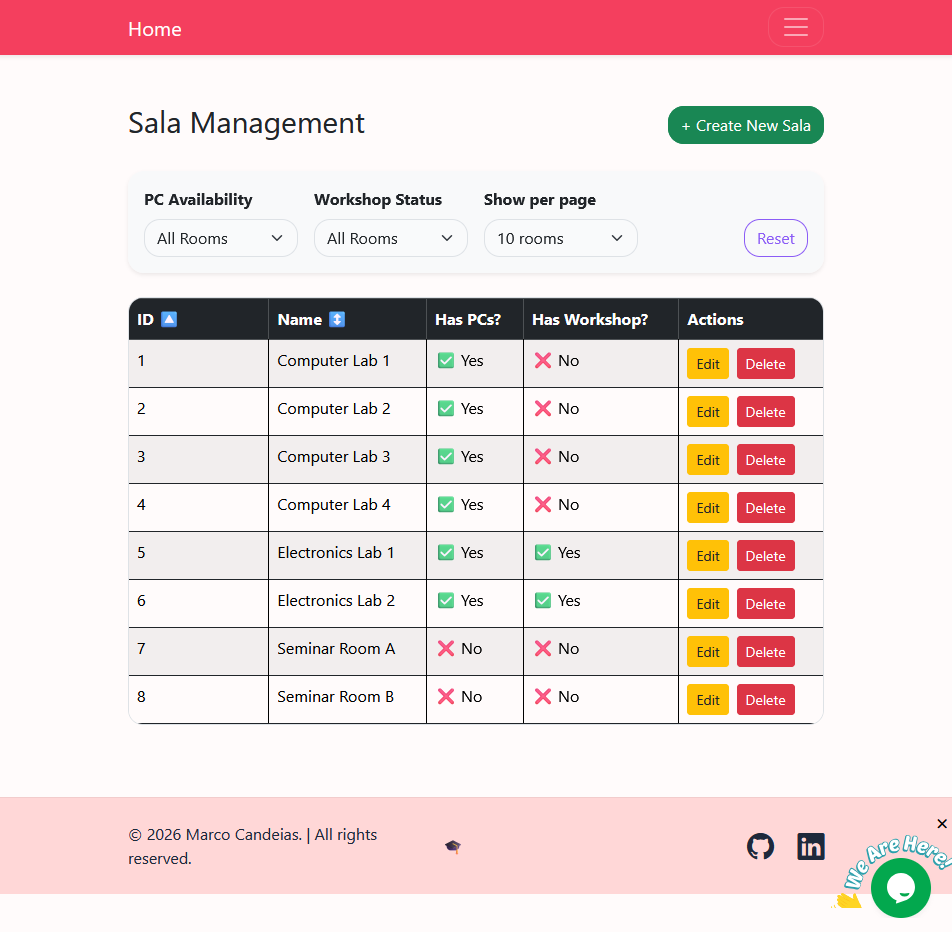 Home
Sala Management
+ Create New Sala
PC Availability
Workshop Status
Show per page
All Rooms
All Rooms
10 rooms
Reset
ID Name Has PCs? Has Workshop? Actions
1 Computer Lab 1 Yes No Edit Delete
2 Computer Lab 2 Yes No Edit Delete
3 Computer Lab 3 Yes No Edit Delete
4 Computer Lab 4 Yes No Edit Delete
5 Electronics Lab 1 Yes Yes Edit Delete
6 Electronics Lab 2 Yes Yes Edit Delete
7 Seminar Room A No No Edit Delete
8 Seminar Room B No No Edit Delete
© 2026 Marco Candeias. | All rights
reserved.
in
We Are Here!